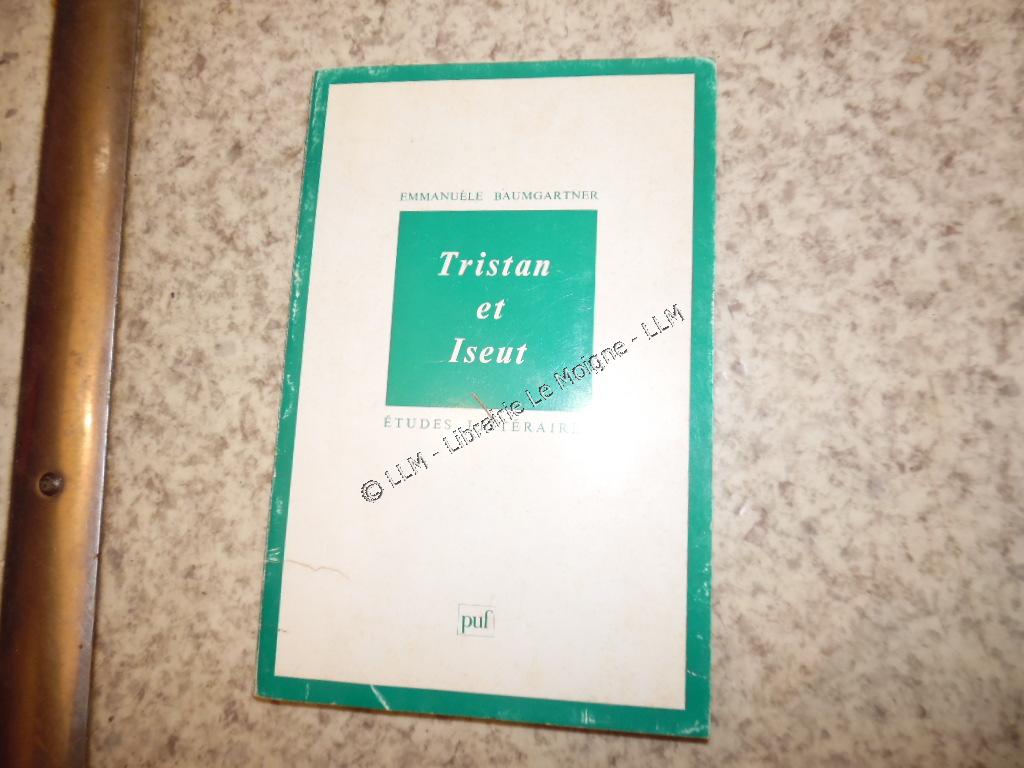 EMMANUÈLE BAUMGARTNER
Tristan
et
Iseut
ÉTUDES
© LLM - Librairie Le Moigne - LLM
puf